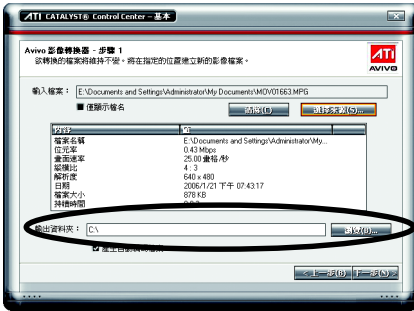 ATI CATALYST® Control Center – 基本
Avivo 影像轉換器 - 步驟 1
欲轉換的檔案將維持不變。將在指定的位置建立新的影像檔案。
ATI
AVIVO
輸入檔案： E:\Documents and Settings\Administrator\My Documents\MOV01663.MPG
僅顯示檔名
清除(C)
選擇來源(S)...
內容 值
檔案名稱 E:\Documents and Settings\Administrator\My...
位元率 0.43 Mbps
畫面速率 25.00 畫格/秒
縱橫比 4 : 3
解析度 640 x 480
日期 2006/1/21 下午 07:43:17
檔案大小 878 KB
持續時間
輸出資料夾： C:\
瀏覽(B)...
<上一步(B)
下一步(N)>